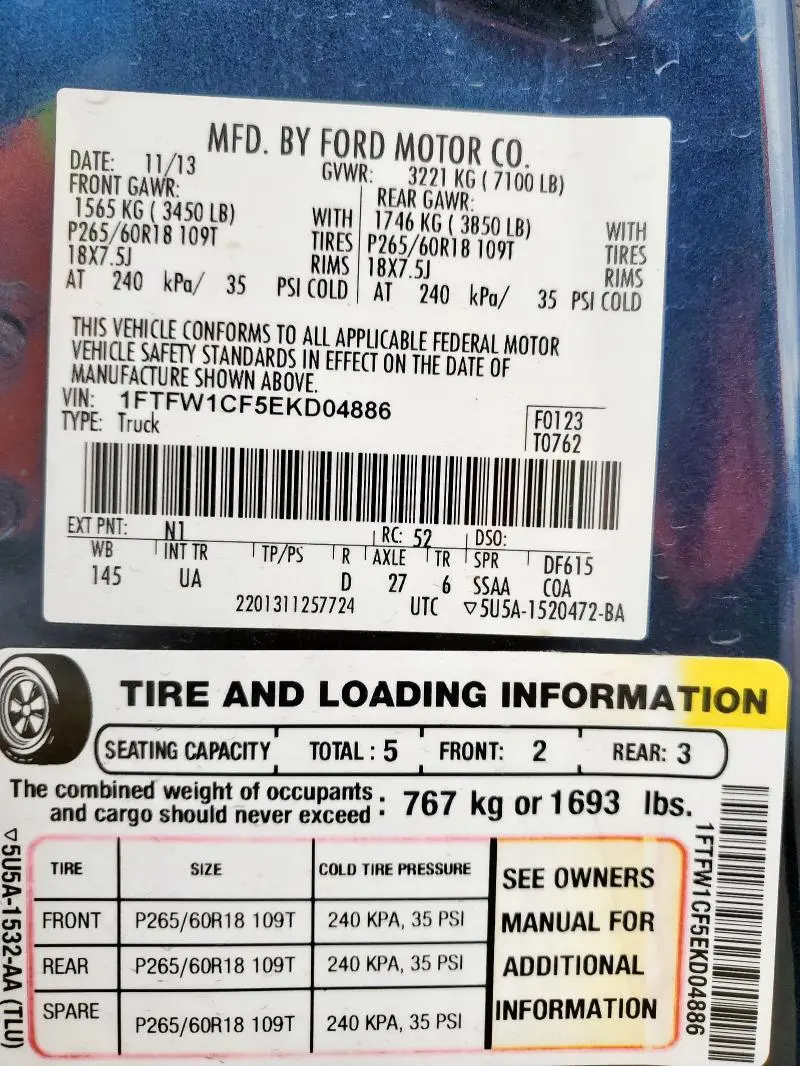 MFD. BY FORD MOTOR CO.
DATE: 11/13 GVWR: 3221 KG ( 7100 LB)
FRONT GAWR: REAR GAWR:
1565 KG ( 3450 LB) WITH 1746 KG ( 3850 LB) WITH
P265/60R18 109T TIRES P265/60R18 109T TIRES
18X7.5J RIMS 18X7.5J RIMS
AT 240 kPa/ 35 PSI COLD AT 240 kPa/ 35 PSI COLD
THIS VEHICLE CONFORMS TO ALL APPLICABLE FEDERAL MOTOR
VEHICLE SAFETY STANDARDS IN EFFECT ON THE DATE OF
MANUFACTURE SHOWN ABOVE.
VIN: 1FTFW1CF5EKD04886
TYPE: Truck
F0123
T0762
EXT PNT: N1 RC: 52 DSO:
WB INT TR TP/PS R AXLE TR SPR DF615
145 UA D 27 6 SSAA COA
2201311257724 UTC ▽5U5A-1520472-BA
TIRE AND LOADING INFORMATION
SEATING CAPACITY TOTAL : 5 FRONT: 2 REAR: 3
The combined weight of occupants
and cargo should never exceed : 767 kg or 1693 lbs.
TIRE SIZE COLD TIRE PRESSURE
FRONT P265/60R18 109T 240 KPA, 35 PSI
REAR P265/60R18 109T 240 KPA, 35 PSI
SPARE P265/60R18 109T 240 KPA, 35 PSI
SEE OWNERS
MANUAL FOR
ADDITIONAL
INFORMATION
▽5U5A-1532-AA (TLU)
1FTFW1CF5EKD04886